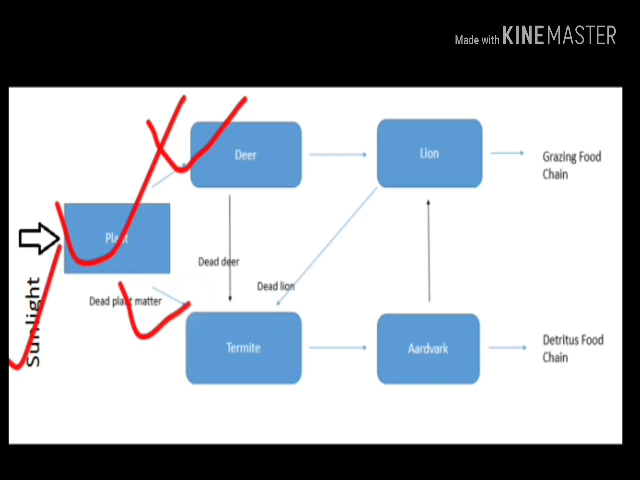 Made with KINEMASTER
Deer
Lion
Grazing Food
Chain
Plant
Sunlight
Dead deer
Dead lion
Dead plant matter
Termite
Aardvark
Detritus Food
Chain